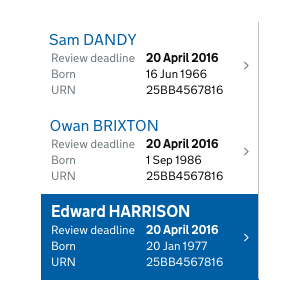 Sam DANDY
Review deadline 20 April 2016
Born 16 Jun 1966
URN 25BB4567816
Owan BRIXTON
Review deadline 20 April 2016
Born 1 Sep 1986
URN 25BB4567816
Edward HARRISON
Review deadline 20 April 2016
Born 20 Jan 1977
URN 25BB4567816